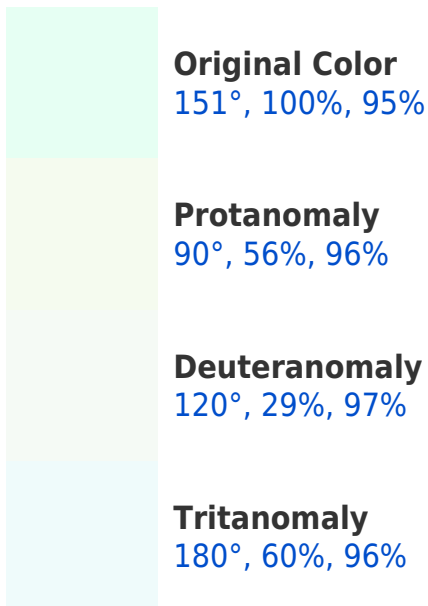 Original Color
151°, 100%, 95%
Protanomaly
90°, 56%, 96%
Deuteranomaly
120°, 29%, 97%
Tritanomaly
180°, 60%, 96%